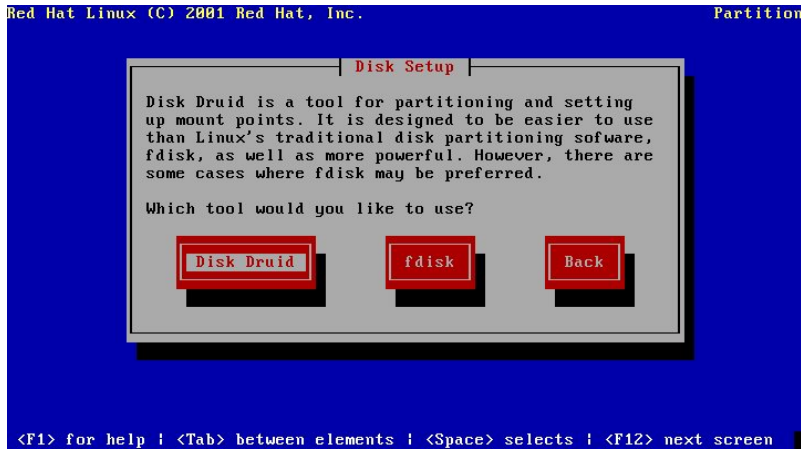 Red Hat Linux (C) 2001 Red Hat, Inc. Partition
Disk Setup
Disk Druid is a tool for partitioning and setting
up mount points. It is designed to be easier to use
than Linux's traditional disk partitioning sofware,
fdisk, as well as more powerful. However, there are
some cases where fdisk may be preferred.
Which tool would you like to use?
Disk Druid fdisk Back
<F1> for help | <Tab> between elements | <Space> selects | <F12> next screen